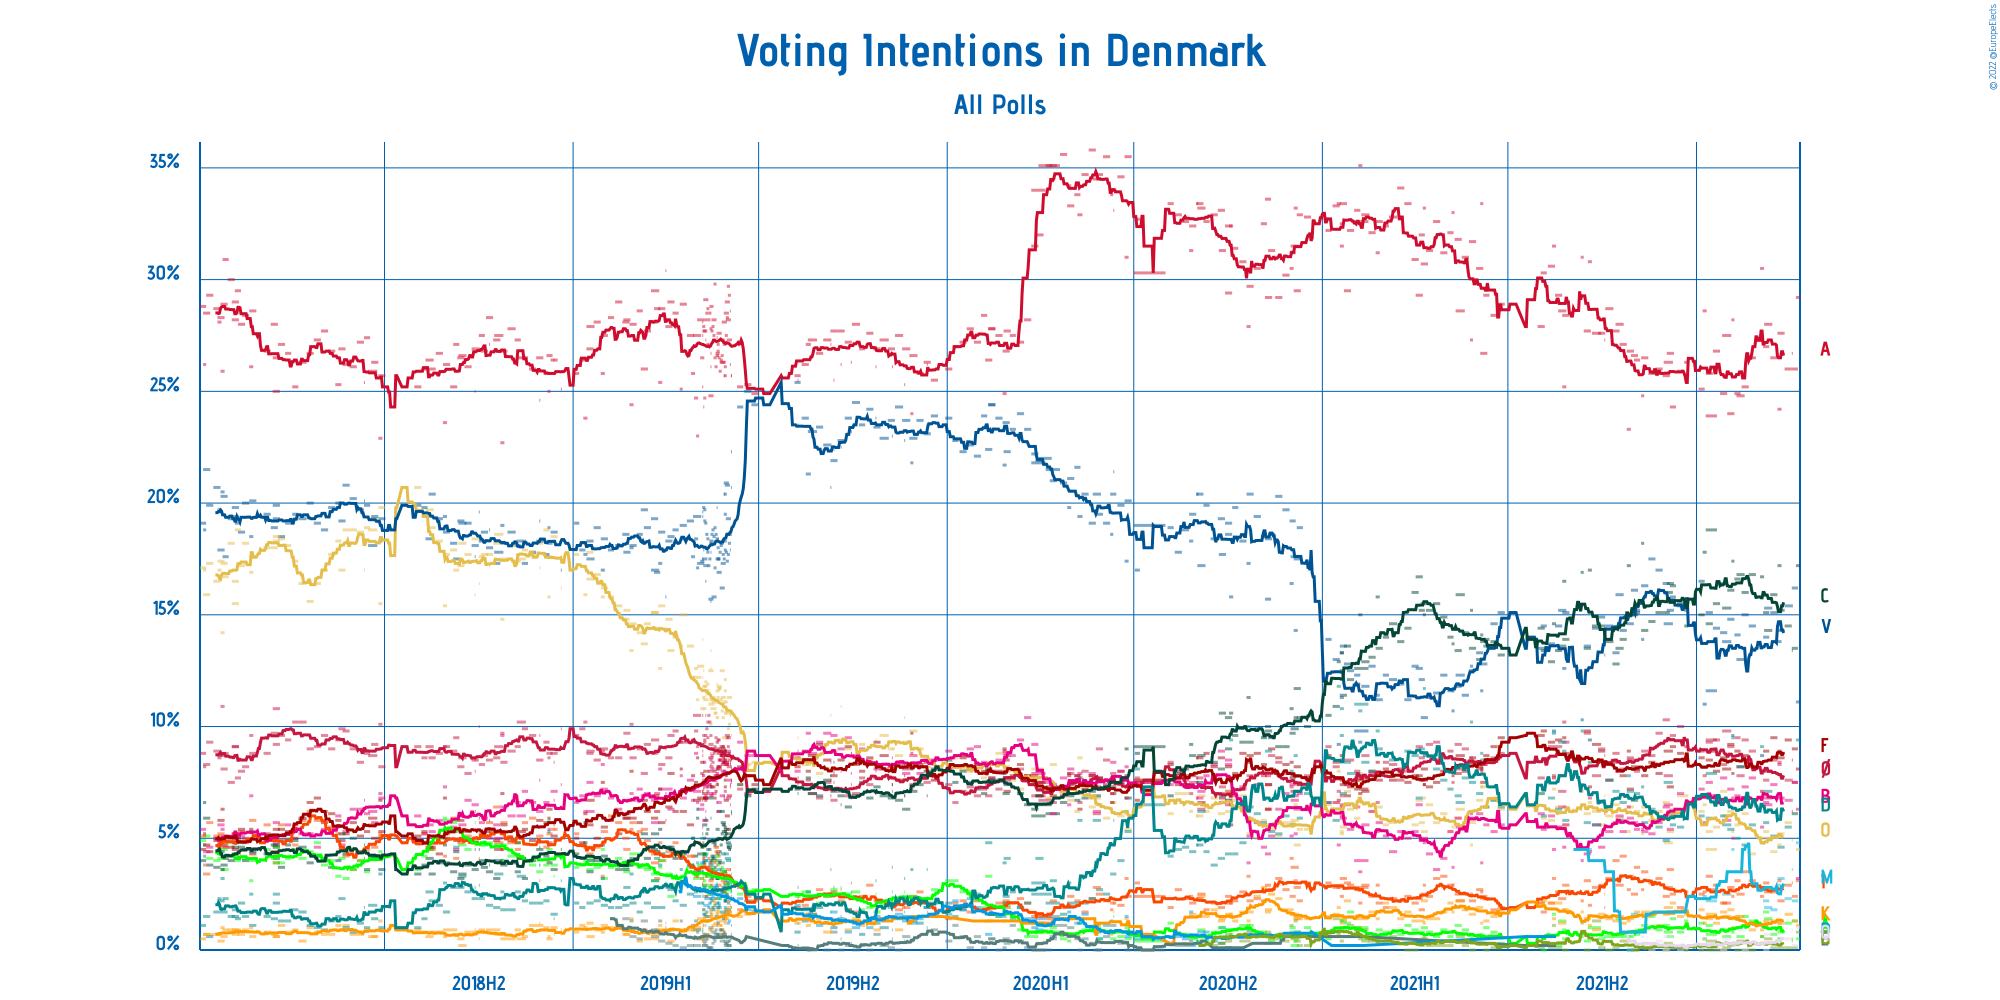 © 2022 @EuropeElects
Voting Intentions in Denmark
All Polls
35%
30%
25%
20%
15%
10%
5%
0%
A
C
V
F
Ø
B
D
O
M
I
K
2018H2
2019H1
2019H2
2020H1
2020H2
2021H1
2021H2